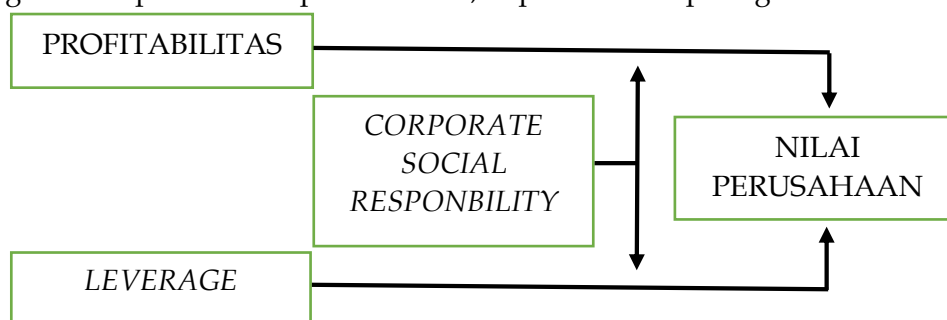 PROFITABILITAS
CORPORATE
SOCIAL
RESPONBILITY
NILAI
PERUSAHAAN
LEVERAGE